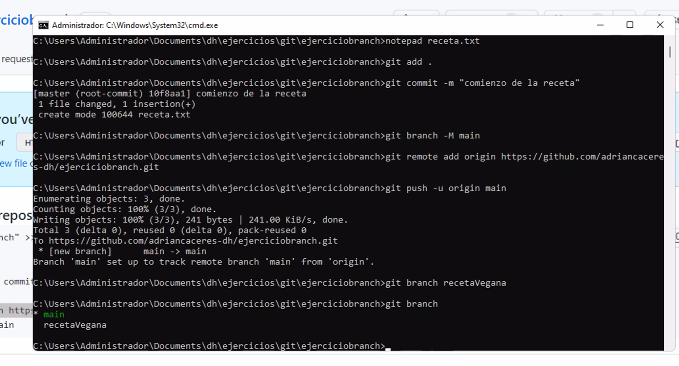 erciciob
Administrador: C:\Windows\System32\cmd.exe
C:\Users\Administrador\Documents\dh\ejercicios\git\ejerciciobranch>notepad receta.txt
C:\Users\Administrador\Documents\dh\ejercicios\git\ejerciciobranch>git add .
C:\Users\Administrador\Documents\dh\ejercicios\git\ejerciciobranch>git commit -m "comienzo de la receta"
[master (root-commit) 10f8aa1] comienzo de la receta
1 file changed, 1 insertion(+)
create mode 100644 receta.txt
C:\Users\Administrador\Documents\dh\ejercicios\git\ejerciciobranch>git branch -M main
C:\Users\Administrador\Documents\dh\ejercicios\git\ejerciciobranch>git remote add origin https://github.com/adriancacere
s-dh/ejerciciobranch.git
C:\Users\Administrador\Documents\dh\ejercicios\git\ejerciciobranch>git push -u origin main
Enumerating objects: 3, done.
Counting objects: 100% (3/3), done.
Writing objects: 100% (3/3), 241 bytes | 241.00 KiB/s, done.
Total 3 (delta 0), reused 0 (delta 0), pack-reused 0
To https://github.com/adriancaceres-dh/ejerciciobranch.git
* [new branch] main -> main
Branch 'main' set up to track remote branch 'main' from 'origin'.
C:\Users\Administrador\Documents\dh\ejercicios\git\ejerciciobranch>git branch recetaVegana
C:\Users\Administrador\Documents\dh\ejercicios\git\ejerciciobranch>git branch
* main
recetaVegana
C:\Users\Administrador\Documents\dh\ejercicios\git\ejerciciobranch>
request
you've
or
ew file
repos
nch" >
commit
n https
ain